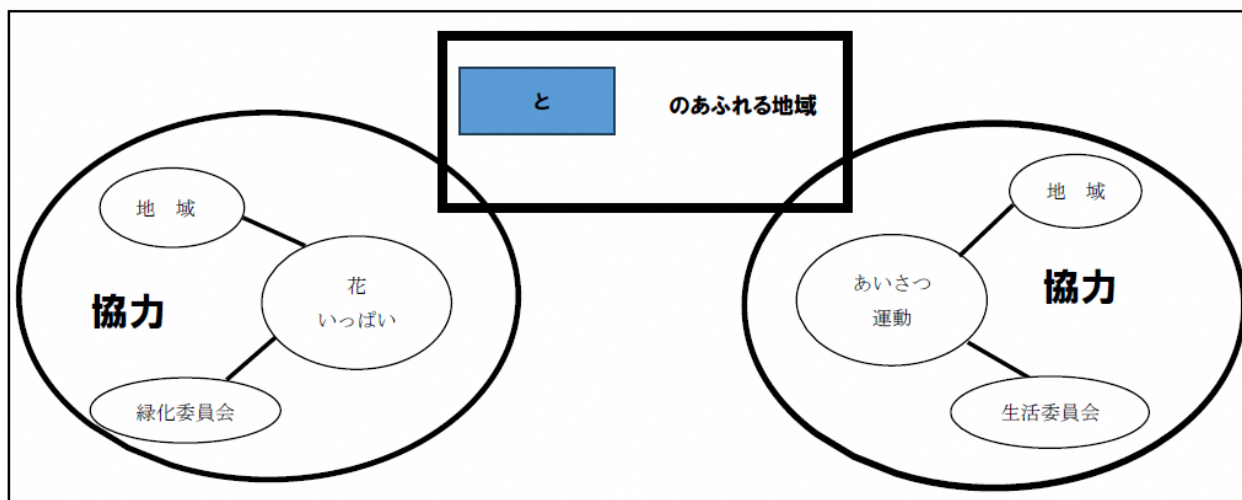 と のあふれる地域
地 域
花
いっぱい
協力
緑化委員会
地 域
あいさつ
運動
協力
生活委員会